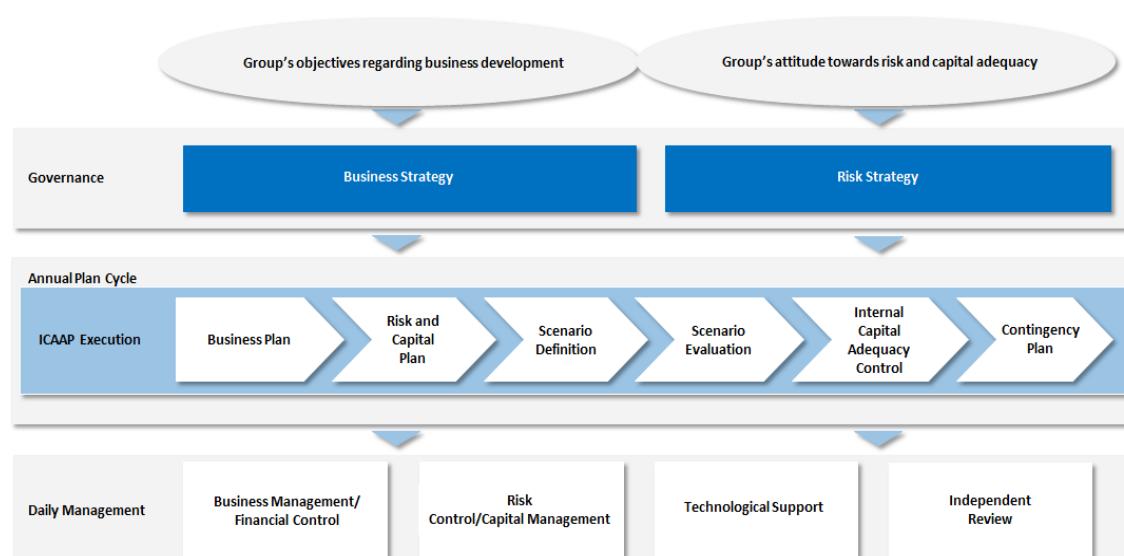 Group's objectives regarding business development
Group's attitude towards risk and capital adequacy
Governance
Business Strategy
Risk Strategy
Annual Plan Cycle
ICAAP Execution
Business Plan
Risk and
Capital
Plan
Scenario
Definition
Scenario
Evaluation
Internal
Capital
Adequacy
Control
Contingency
Plan
Daily Management
Business Management/
Financial Control
Risk
Control/Capital Management
Technological Support
Independent
Review